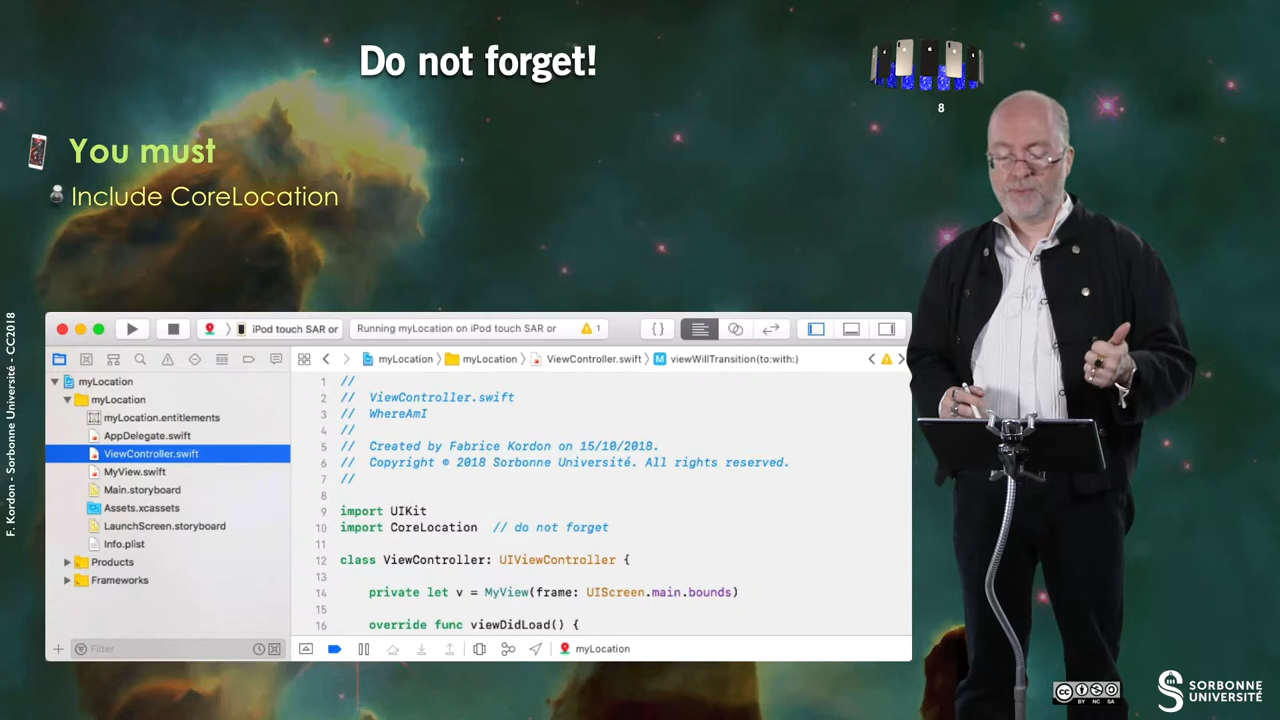 Do not forget!
8
You must
Include CoreLocation
F. Kordon - Sorbonne Université - CC2018
iPod touch SAR or
Running myLocation on iPod touch SAR or
1
{ }
myLocation
myLocation
ViewController.swift
M viewWillTransition(to:with:)
myLocation
myLocation
myLocation.entitlements
AppDelegate.swift
ViewController.swift
MyView.swift
Main.storyboard
Assets.xcassets
LaunchScreen.storyboard
Info.plist
Products
Frameworks
Filter
1 //
2 //  ViewController.swift
3 //  WhereAmI
4 //
5 //  Created by Fabrice Kordon on 15/10/2018.
6 //  Copyright © 2018 Sorbonne Université. All rights reserved.
7 //
8
9 import UIKit
10 import CoreLocation  // do not forget
11
12 class ViewController: UIViewController {
13
14 private let v = MyView(frame: UIScreen.main.bounds)
15
16 override func viewDidLoad() {
myLocation
CC BY NC SA
SORBONNE
UNIVERSITÉ